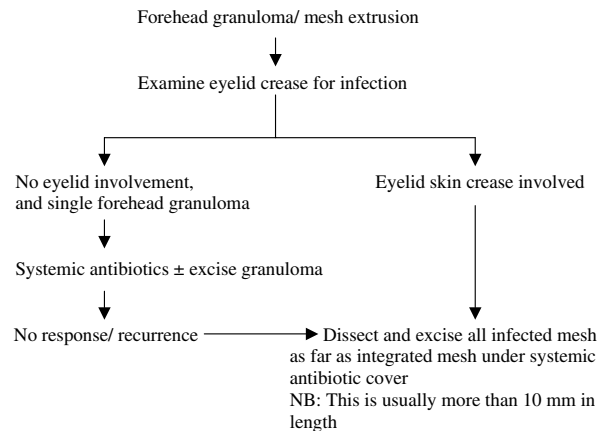 Forehead granuloma/ mesh extrusion
Examine eyelid crease for infection
No eyelid involvement,
and single forehead granuloma
Eyelid skin crease involved
Systemic antibiotics ± excise granuloma
No response/ recurrence
Dissect and excise all infected mesh
as far as integrated mesh under systemic
antibiotic cover
NB: This is usually more than 10 mm in
length